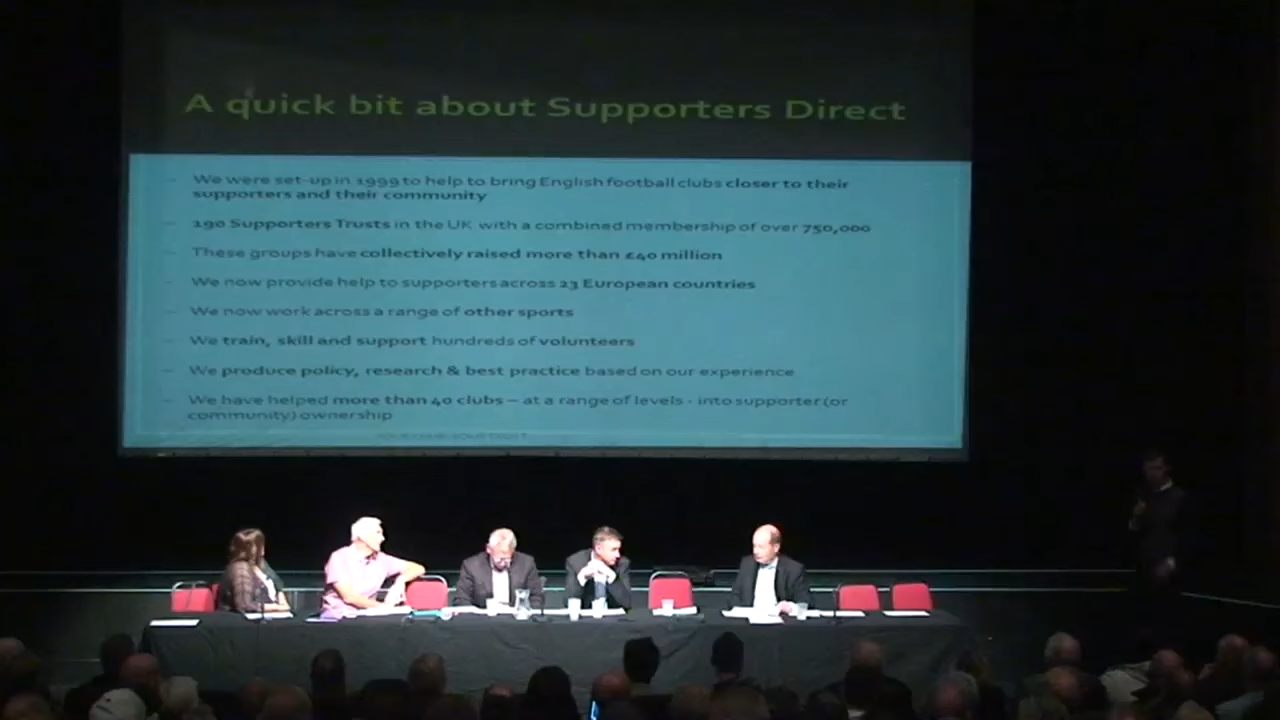 A quick bit about Supporters Direct
We were set-up in 1999 to help to bring English football clubs closer to their
supporters and their community
190 Supporters Trusts in the UK with a combined membership of over 750,000
These groups have collectively raised more than £40 million
We now provide help to supporters across 23 European countries
We now work across a range of other sports
We train, skill and support hundreds of volunteers
We produce policy, research & best practice based on our experience
We have helped more than 40 clubs – at a range of levels - into supporter (or
community) ownership